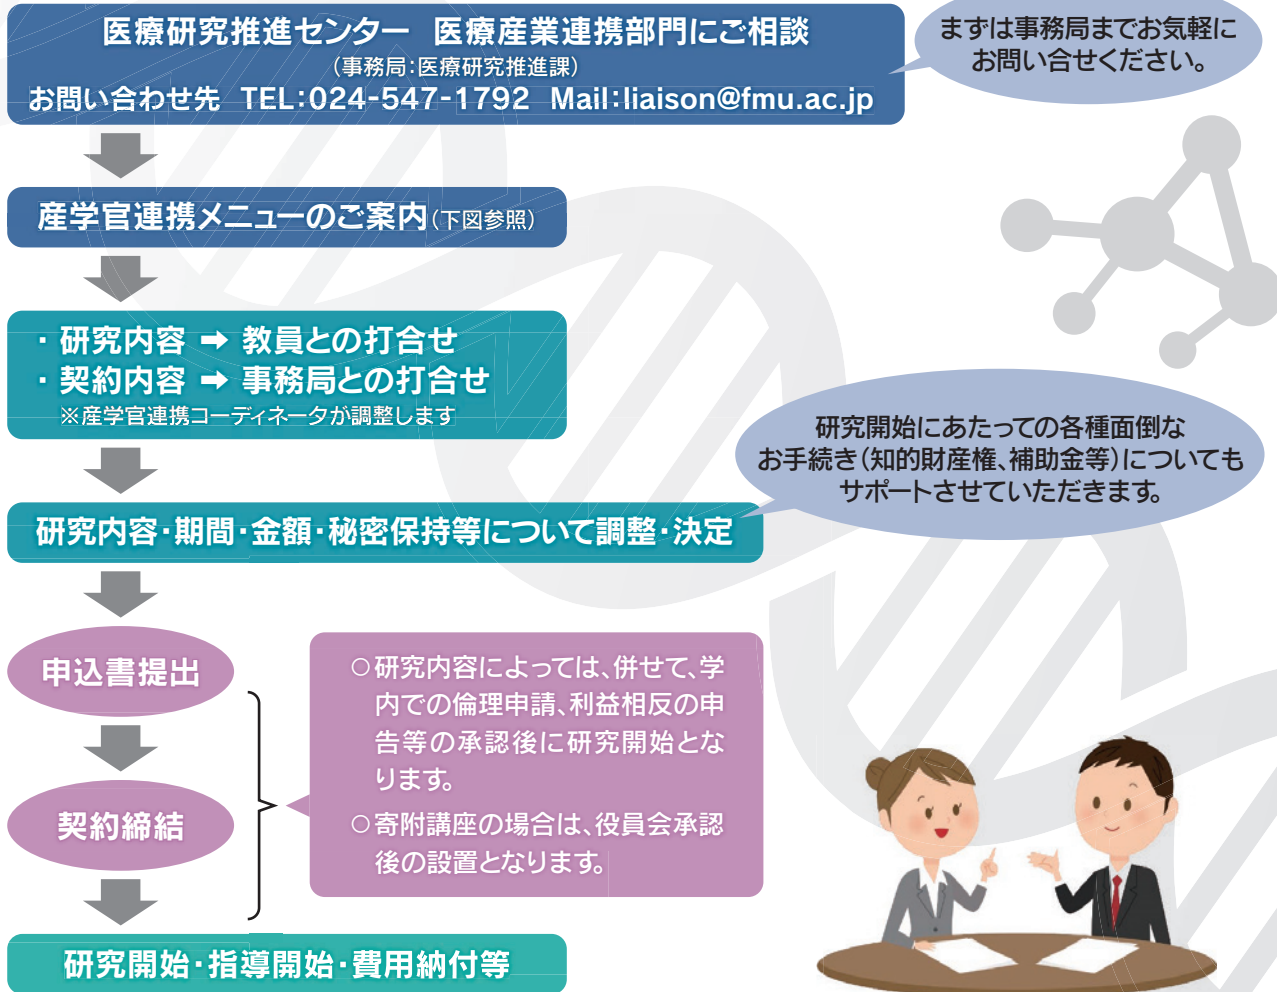 医療研究推進センター　医療産業連携部門にご相談
（事務局：医療研究推進課）
お問い合わせ先　TEL：024-547-1792　Mail：liaison@fmu.ac.jp
まずは事務局までお気軽に
お問い合せください。
産学官連携メニューのご案内（下図参照）
・ 研究内容 ➡ 教員との打合せ
・ 契約内容 ➡ 事務局との打合せ
※産学官連携コーディネータが調整します
研究開始にあたっての各種面倒な
お手続き（知的財産権、補助金等）についても
サポートさせていただきます。
研究内容・期間・金額・秘密保持等について調整・決定
申込書提出
契約締結
○研究内容によっては、併せて、学
内での倫理申請、利益相反の申
告等の承認後に研究開始とな
ります。
○寄附講座の場合は、役員会承認
後の設置となります。
研究開始・指導開始・費用納付等